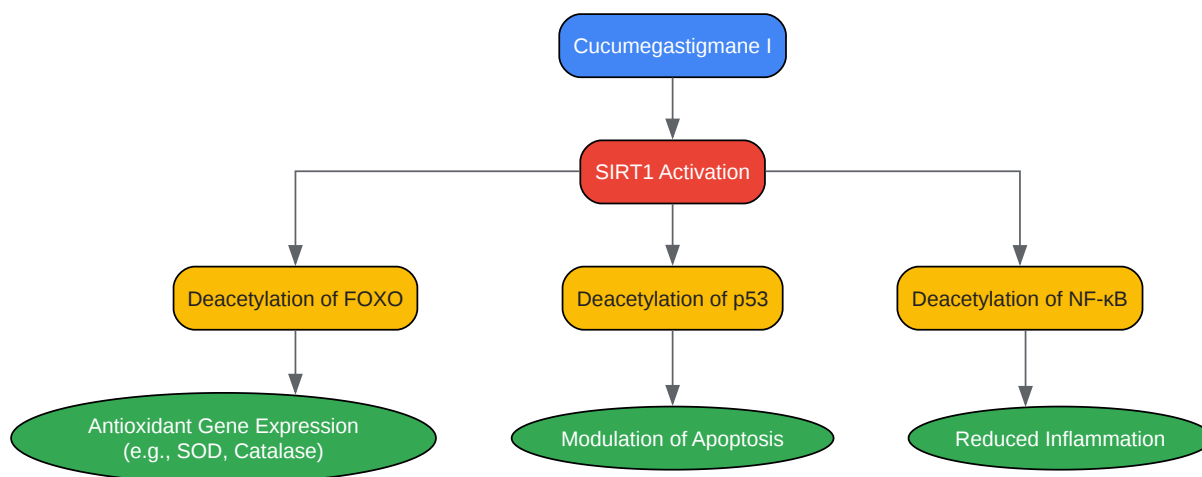 Cucumegastigmane I
SIRT1 Activation
Deacetylation of FOXO
Deacetylation of p53
Deacetylation of NF-κB
Antioxidant Gene Expression
(e.g., SOD, Catalase)
Modulation of Apoptosis
Reduced Inflammation